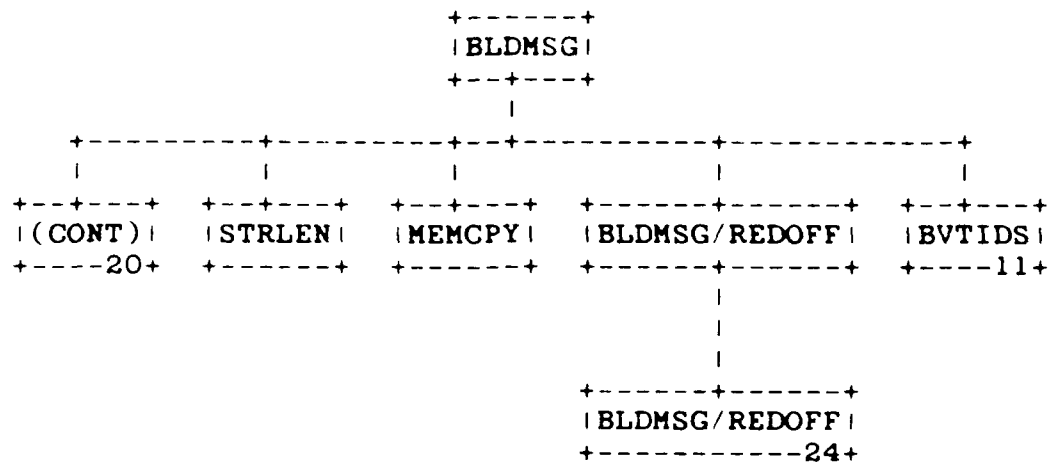 BLDMSG
(CONT) STRLEN MEMCPY BLDMSG/REDOFF BVTIDS
20 11
BLDMSG/REDOFF
24